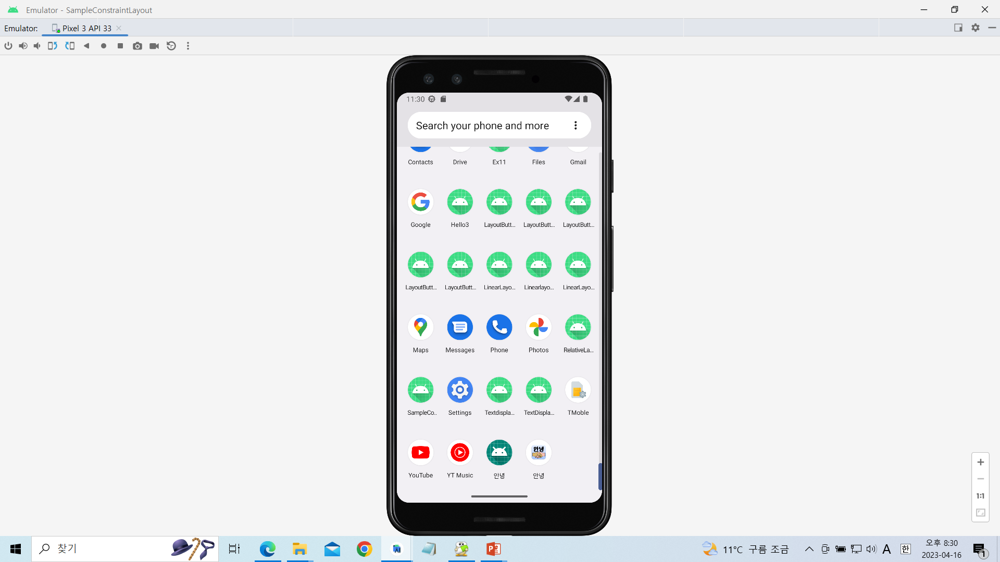 Emulator - SampleConstraintLayout
Emulator:
Pixel 3 API 33
11:30
Search your phone and more
Contacts
Drive
Ex11
Files
Gmail
Google
Hello3
LayoutButt...
LayoutButt...
LayoutButt...
LayoutButt...
LayoutButt...
LinearLayo...
Linearlayo...
LinearLayo...
Maps
Messages
Phone
Photos
RelativeLa...
SampleCo..
Settings
Textdispla...
TextDispla...
TMoble
안녕
YouTube
YT Music
안녕
안녕
1:1
찾기
11°C 구름 조금
A
한
오후 8:30
2023-04-16
1